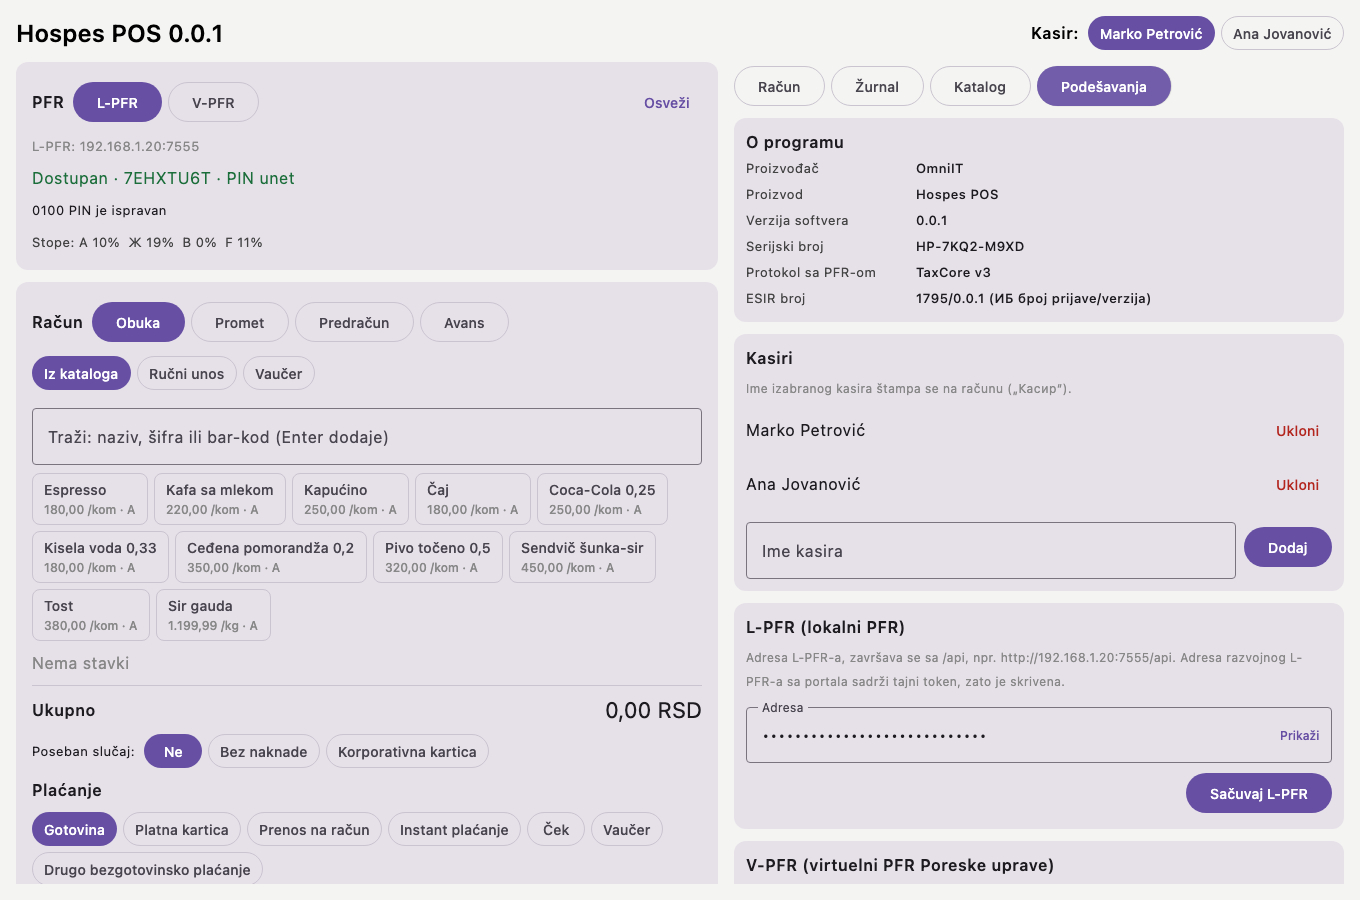 Hospes POS 0.0.1
Kasir: Marko Petrović Ana Jovanović
PFR L-PFR V-PFR Osveži
L-PFR: 192.168.1.20:7555
Dostupan · 7EHXTU6T · PIN unet
0100 PIN je ispravan
Stope: A 10% Ж 19% B 0% F 11%
Račun Obuka Promet Predračun Avans
Iz kataloga Ručni unos Vaučer
Traži: naziv, šifra ili bar-kod (Enter dodaje)
Espresso
180,00 /kom · A
Kafa sa mlekom
220,00 /kom · A
Kapućino
250,00 /kom · A
Čaj
180,00 /kom · A
Coca-Cola 0,25
250,00 /kom · A
Kisela voda 0,33
180,00 /kom · A
Ceđena pomorandža 0,2
350,00 /kom · A
Pivo točeno 0,5
320,00 /kom · A
Sendvič šunka-sir
450,00 /kom · A
Tost
380,00 /kom · A
Sir gauda
1.199,99 /kg · A
Nema stavki
Ukupno 0,00 RSD
Poseban slučaj: Ne Bez naknade Korporativna kartica
Plaćanje
Gotovina Platna kartica Prenos na račun Instant plaćanje Ček Vaučer
Drugo bezgotovinsko plaćanje
Račun Žurnal Katalog Podešavanja
O programu
Proizvođač OmniIT
Proizvod Hospes POS
Verzija softvera 0.0.1
Serijski broj HP-7KQ2-M9XD
Protokol sa PFR-om TaxCore v3
ESIR broj 1795/0.0.1 (ИБ број prijave/verzija)
Kasiri
Ime izabranog kasira štampa se na računu („Касир“).
Marko Petrović Ukloni
Ana Jovanović Ukloni
Ime kasira Dodaj
L-PFR (lokalni PFR)
Adresa L-PFR-a, završava se sa /api, npr. http://192.168.1.20:7555/api. Adresa razvojnog L-
PFR-a sa portala sadrži tajni token, zato je skrivena.
Adresa
•••••••••••••••••••••••••••• Prikaži
Sačuvaj L-PFR
V-PFR (virtuelni PFR Poreske uprave)